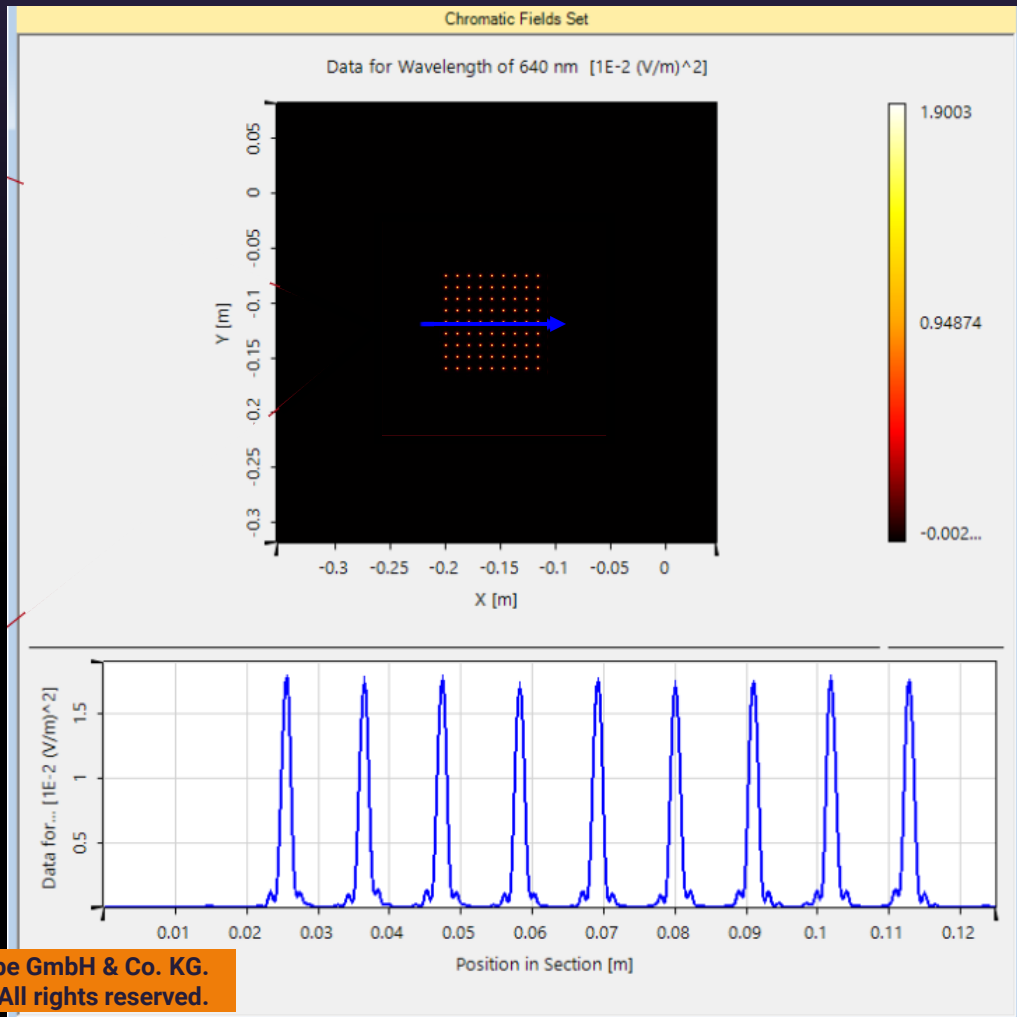 Chromatic Fields Set
Data for Wavelength of 640 nm [1E-2 (V/m)^2]
1.9003
0.94874
-0.002...
0.05
0
-0.05
-0.1
-0.15
-0.2
-0.25
-0.3
Y [m]
-0.3 -0.25 -0.2 -0.15 -0.1 -0.05 0
X [m]
Data for... [1E-2 (V/m)^2]
1.5
1
0.5
0.01 0.02 0.03 0.04 0.05 0.06 0.07 0.08 0.09 0.1 0.11 0.12
Position in Section [m]
GmbH & Co. KG.
All rights reserved.